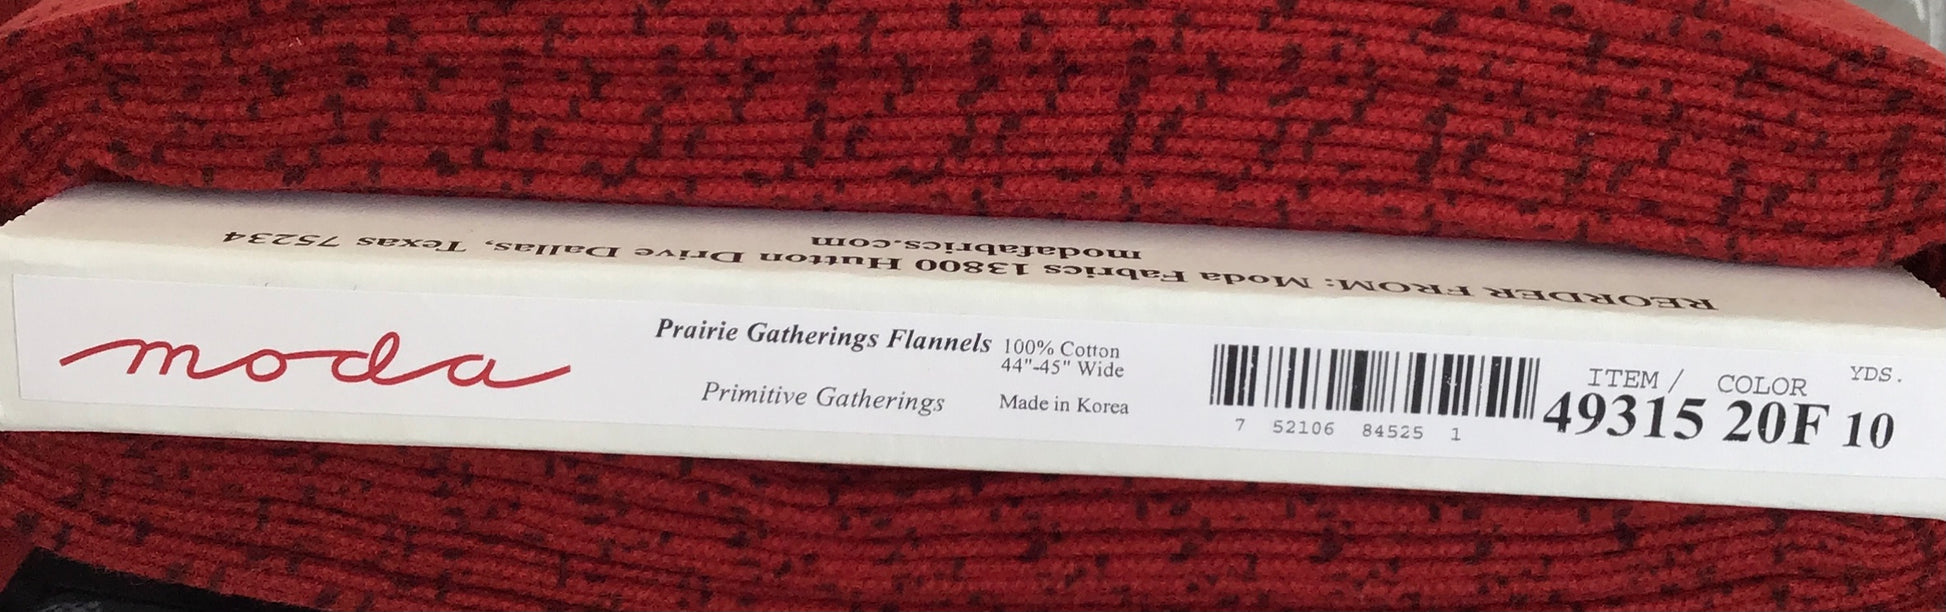 REORDER FROM: Moda Fabrics 13800 Hutton Drive Dallas, Texas 75234
modafabrics.com
moda
Prairie Gatherings Flannels
Primitive Gatherings
100% Cotton
44"-45" Wide
Made in Korea
7 52106 84525 1
ITEM / COLOR YDS.
49315 20F 10